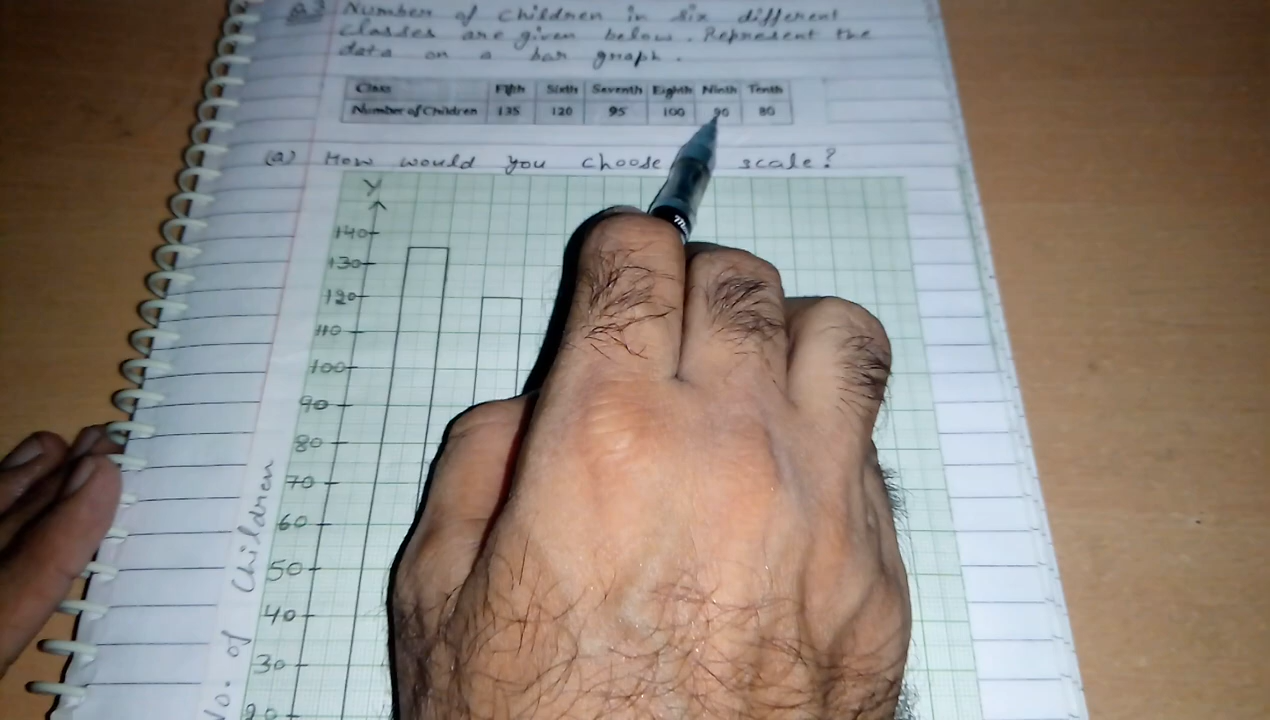 Q.3 Number of children in six different
classes are given below. Represent the
data on a bar graph.
Class Fifth Sixth Seventh Eighth Ninth Tenth
Number of Children 135 120 95 100 90 80
(a) How would you choose scale?
Y
140
130
120
110
100
90
80
70
60
50
40
30
20
No. of Children